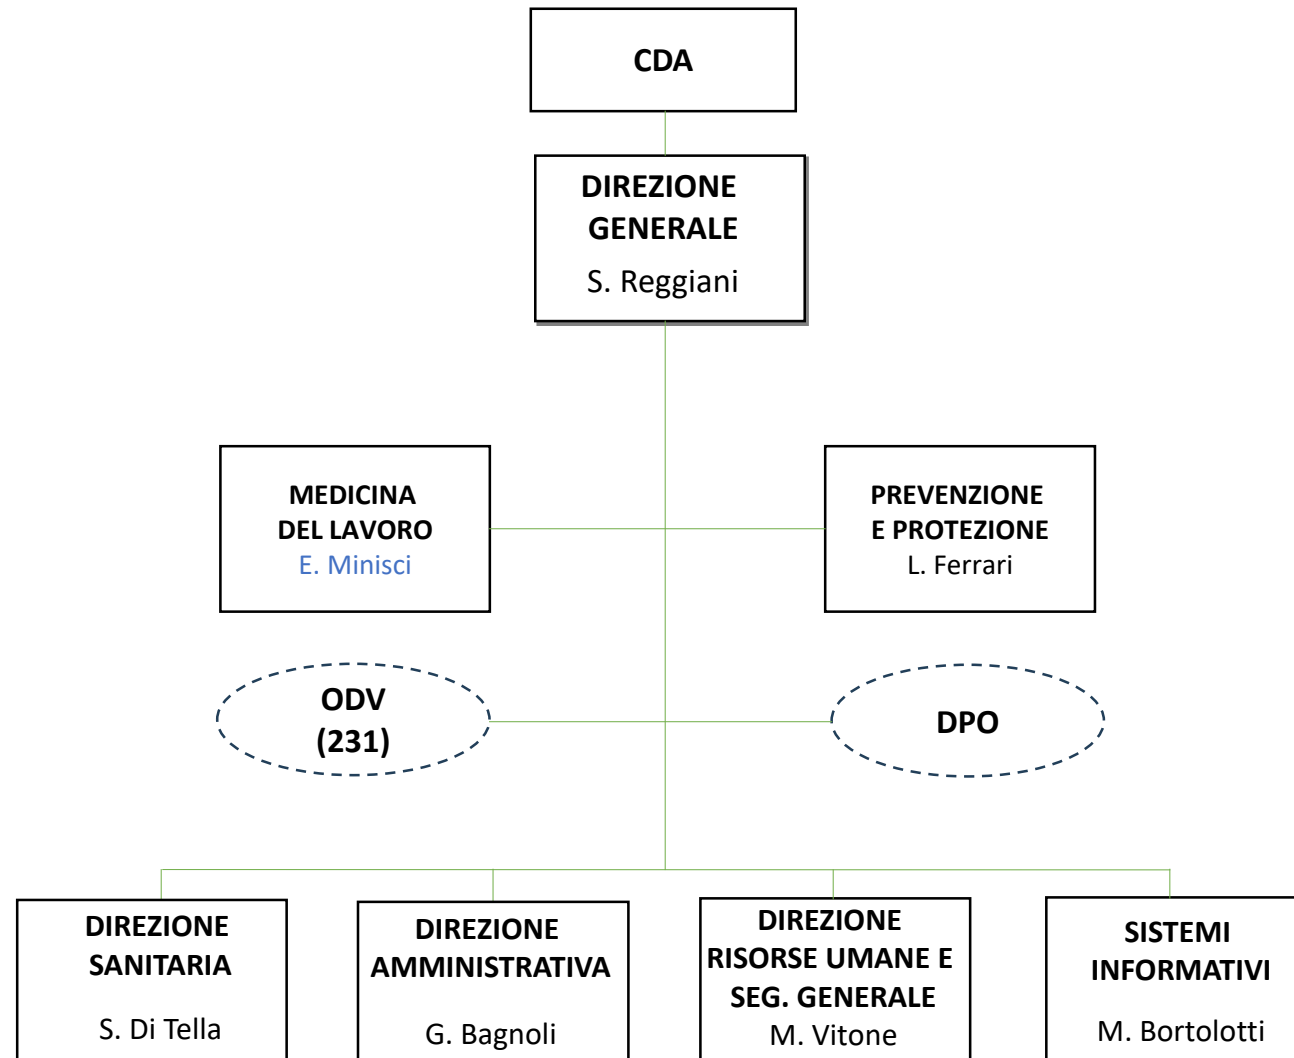 CDA
DIREZIONE
GENERALE
S. Reggiani
MEDICINA
DEL LAVORO
E. Minisci
PREVENZIONE
E PROTEZIONE
L. Ferrari
ODV
(231)
DPO
DIREZIONE
SANITARIA
S. Di Tella
DIREZIONE
AMMINISTRATIVA
G. Bagnoli
DIREZIONE
RISORSE UMANE E
SEG. GENERALE
M. Vitone
SISTEMI
INFORMATIVI
M. Bortolotti